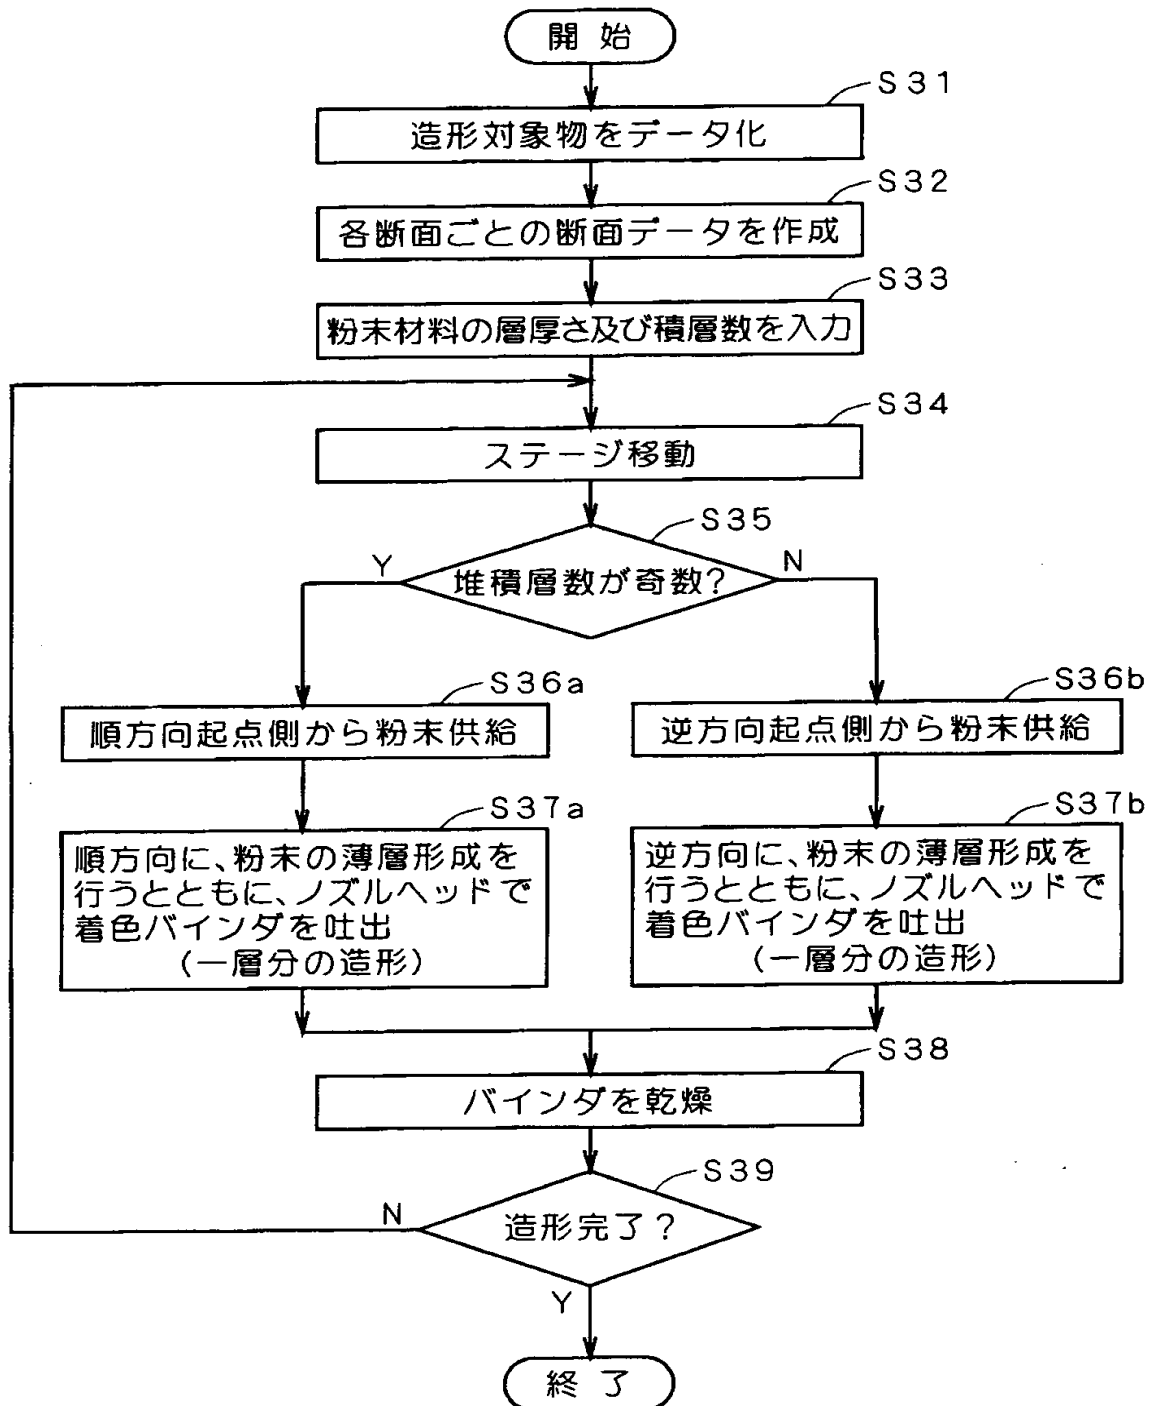 開始
S31
造形対象物をデータ化
S32
各断面ごとの断面データを作成
S33
粉末材料の層厚さ及び積層数を入力
S34
ステージ移動
S35
Y
堆積層数が奇数?
N
S36a
順方向起点側から粉末供給
S36b
逆方向起点側から粉末供給
S37a
順方向に、粉末の薄層形成を
行うとともに、ノズルヘッドで
着色バインダを吐出
(一層分の造形)
S37b
逆方向に、粉末の薄層形成を
行うとともに、ノズルヘッドで
着色バインダを吐出
(一層分の造形)
S38
バインダを乾燥
S39
N
造形完了?
Y
終了